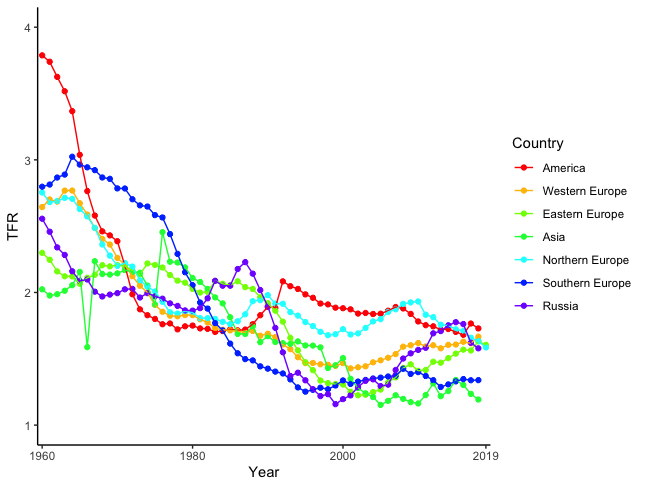 4
3
2
1
TFR
1960
1980
2000
2019
Year
Country
America
Western Europe
Eastern Europe
Asia
Northern Europe
Southern Europe
Russia